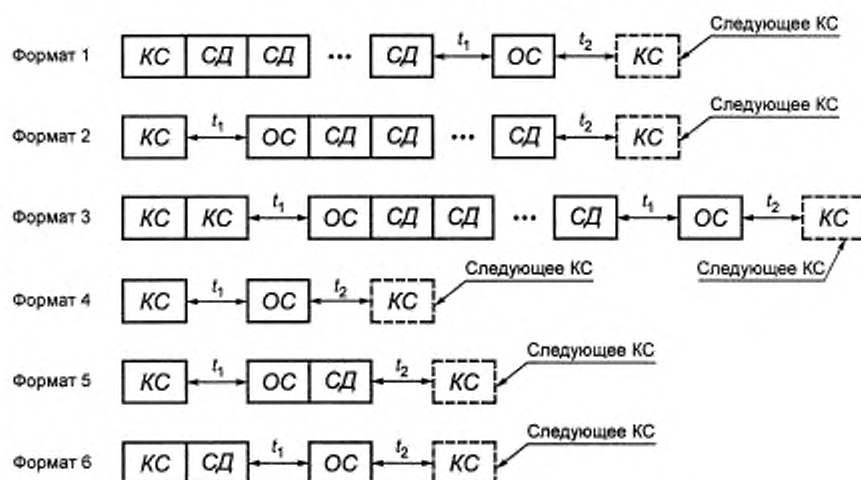 Следующее КС
Формат 1 КС СД СД ... СД t1 ОС t2 КС
Следующее КС
Формат 2 КС t1 ОС СД СД ... СД t2 КС
Формат 3 КС КС t1 ОС СД СД ... СД t1 ОС t2 КС
Следующее КС
Следующее КС
Формат 4 КС t1 ОС t2 КС
Следующее КС
Формат 5 КС t1 ОС СД t2 КС
Следующее КС
Формат 6 КС СД t1 ОС t2 КС